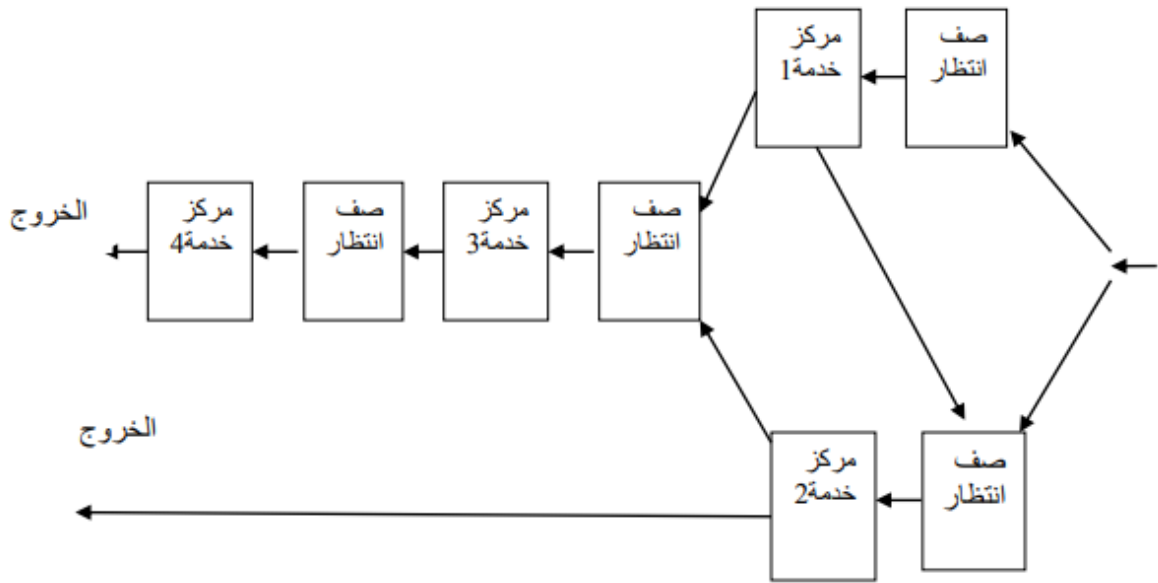 صف
انتظار
مركز
خدمة1
صف
انتظار
مركز
خدمة3
صف
انتظار
مركز
خدمة4
الخروج
صف
انتظار
مركز
خدمة2
الخروج